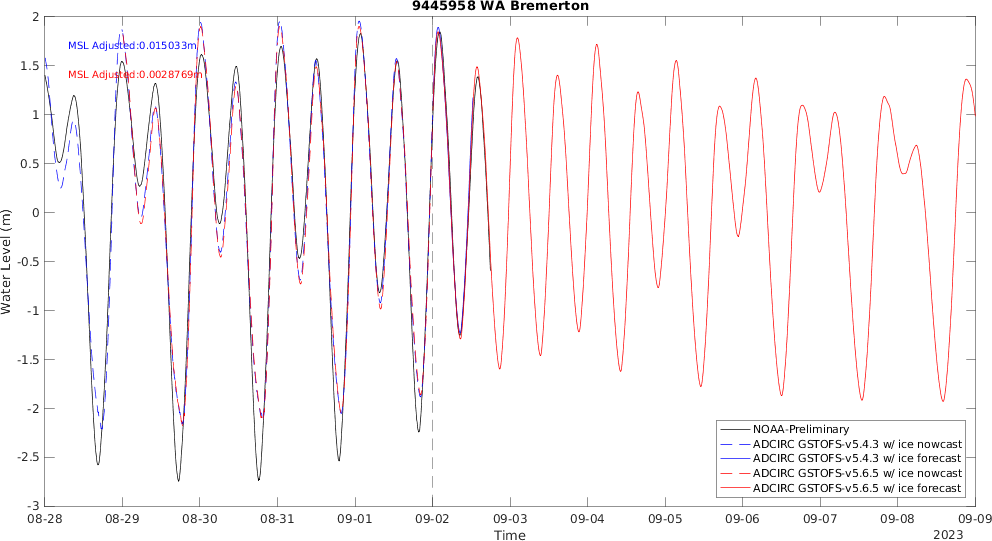 9445958 WA Bremerton
MSL Adjusted:0.015033m
MSL Adjusted:0.0028769m
Water Level (m)
2
1.5
1
0.5
0
-0.5
-1
-1.5
-2
-2.5
-3
NOAA-Preliminary
ADCIRC GSTOFS-v5.4.3 w/ ice nowcast
ADCIRC GSTOFS-v5.4.3 w/ ice forecast
ADCIRC GSTOFS-v5.6.5 w/ ice nowcast
ADCIRC GSTOFS-v5.6.5 w/ ice forecast
08-28 08-29 08-30 08-31 09-01 09-02 09-03 09-04 09-05 09-06 09-07 09-08 09-09
Time
2023